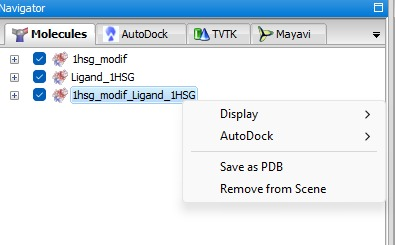 Navigator
Molecules AutoDock TVTK Mayavi
1hsg_modif
Ligand_1HSG
1hsg_modif_Ligand_1HSG
Display
AutoDock
Save as PDB
Remove from Scene